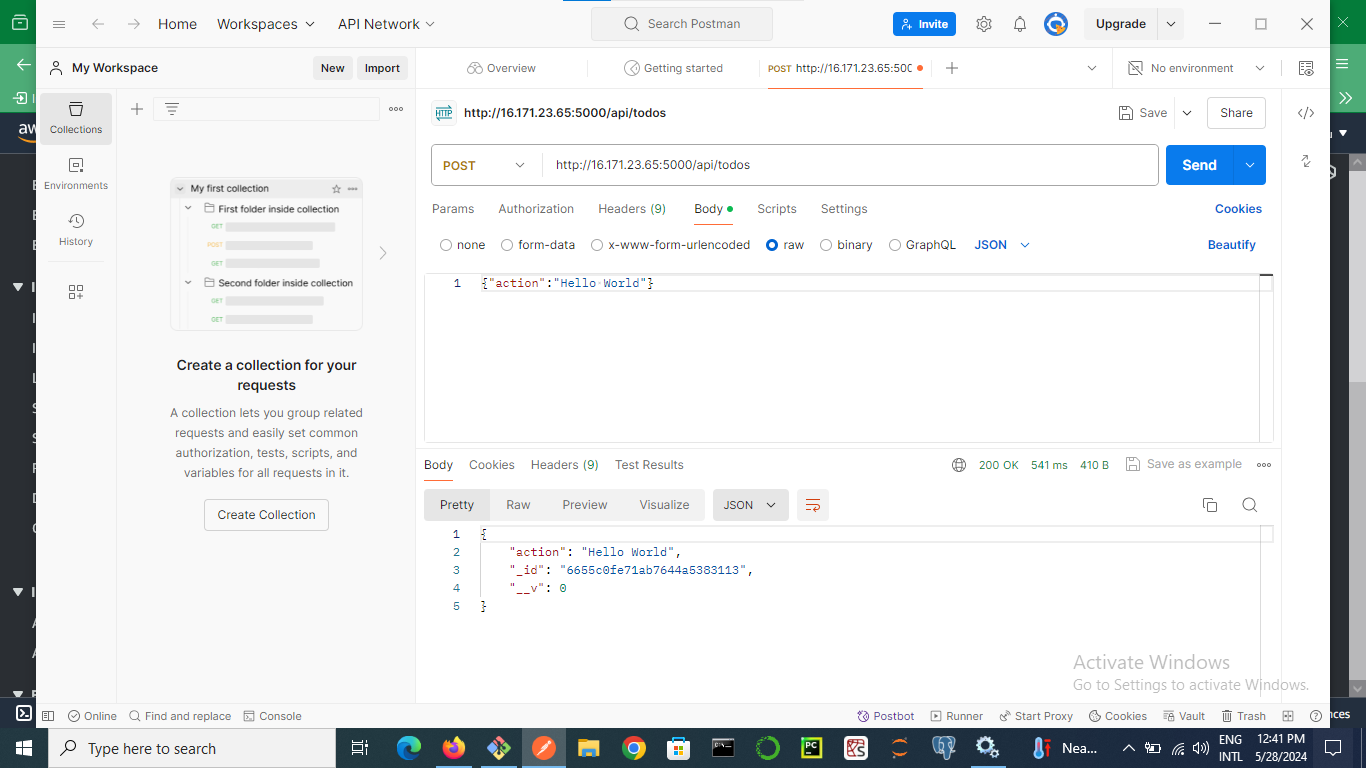 Home
Workspaces
API Network
Search Postman
Invite
Upgrade
My Workspace
New
Import
Overview
Getting started
POST http://16.171.23.65:500
No environment
Collections
Environments
History
HTTP
http://16.171.23.65:5000/api/todos
Save
Share
POST
http://16.171.23.65:5000/api/todos
Send
Params
Authorization
Headers (9)
Body
Scripts
Settings
Cookies
none
form-data
x-www-form-urlencoded
raw
binary
GraphQL
JSON
Beautify
1 {"action":"Hello World"}
My first collection
First folder inside collection
GET
POST
GET
Second folder inside collection
GET
GET
Create a collection for your
requests
A collection lets you group related
requests and easily set common
authorization, tests, scripts, and
variables for all requests in it.
Create Collection
Body
Cookies
Headers (9)
Test Results
200 OK
541 ms
410 B
Save as example
Pretty
Raw
Preview
Visualize
JSON
1 {
2 "action": "Hello World",
3 "_id": "6655c0fe71ab7644a5383113",
4 "__v": 0
5 }
Activate Windows
Go to Settings to activate Windows.
Online
Find and replace
Console
Postbot
Runner
Start Proxy
Cookies
Vault
Trash
Type here to search
PC
Nea...
ENG
INTL
12:41 PM
5/28/2024